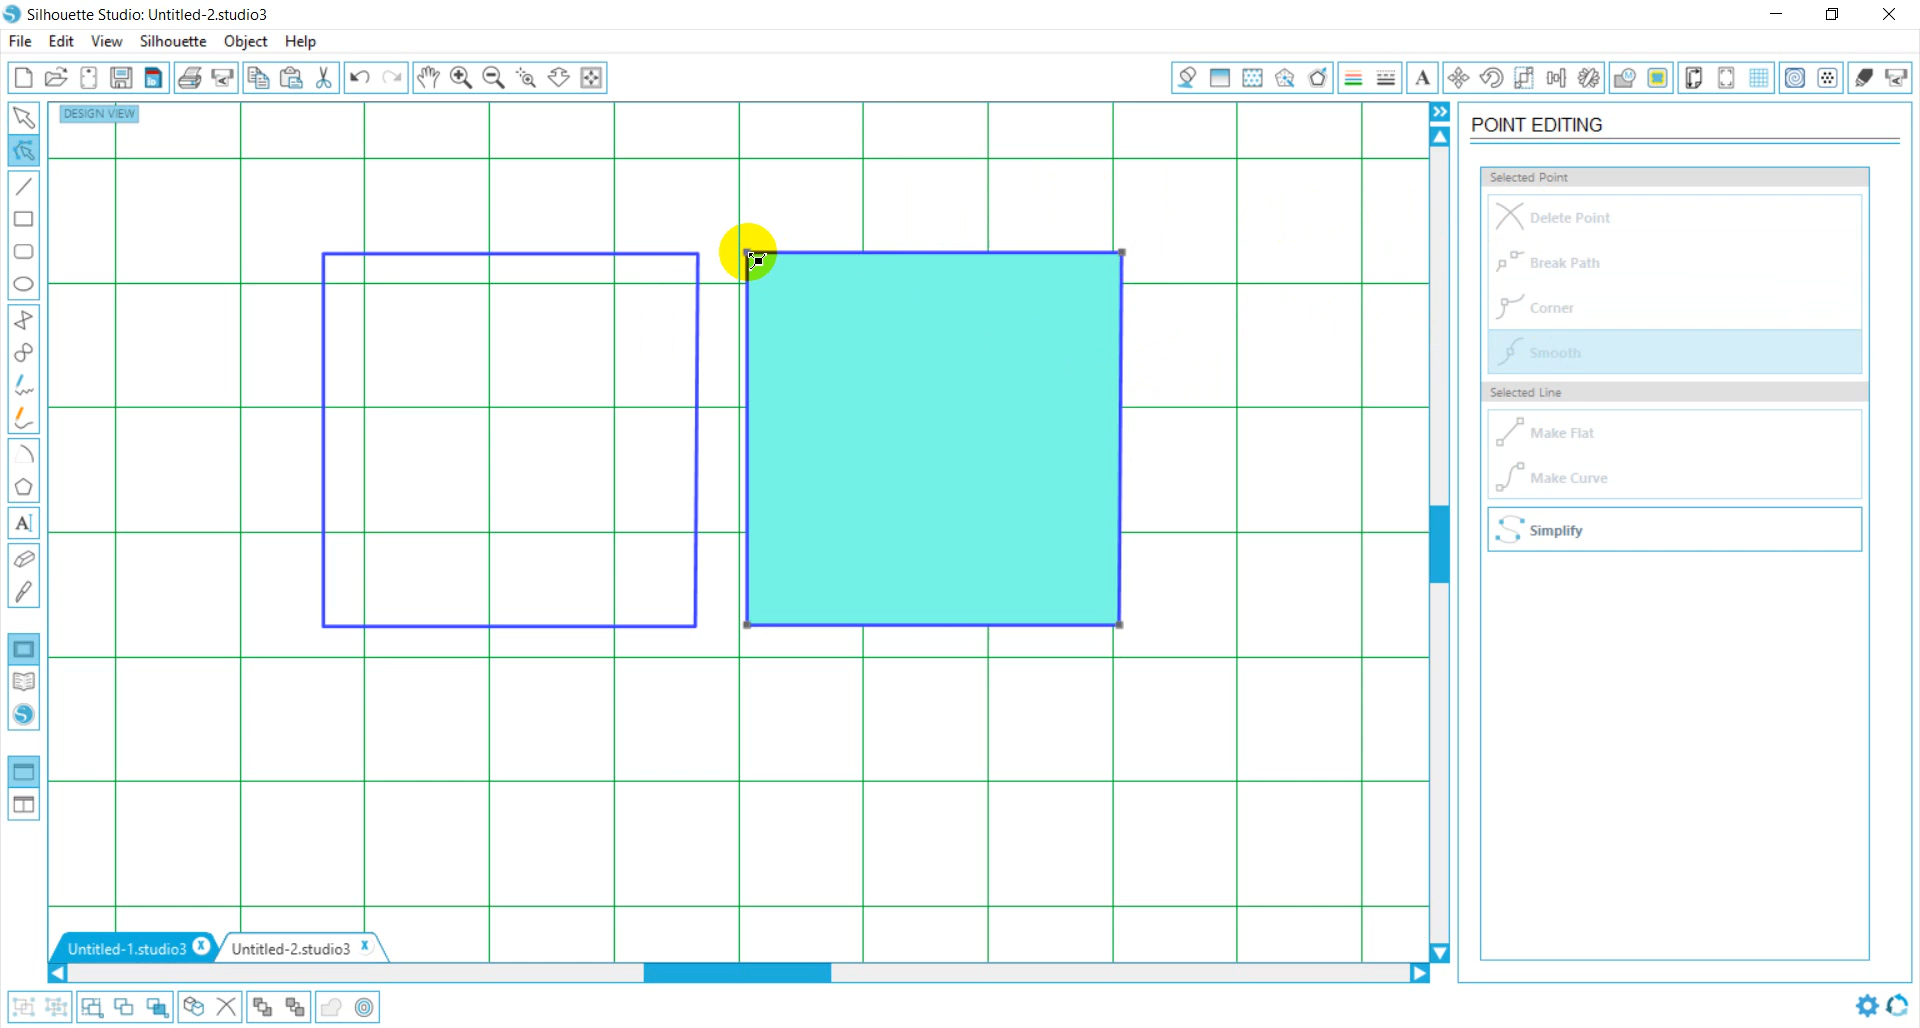 Silhouette Studio: Untitled-2.studio3
File Edit View Silhouette Object Help
DESIGN VIEW
POINT EDITING
Selected Point
Delete Point
Break Path
Corner
Smooth
Selected Line
Make Flat
Make Curve
Simplify
Untitled-1.studio3 x Untitled-2.studio3 x